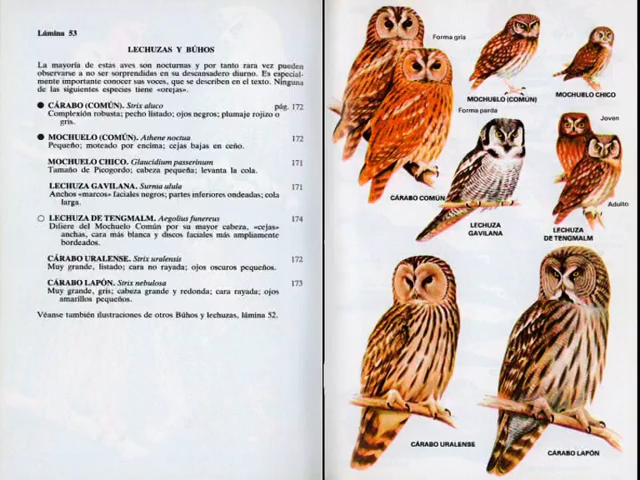 Lámina 53
LECHUZAS Y BÚHOS
La mayoría de estas aves son nocturnas y por tanto rara vez pueden
observarse a no ser sorprendidas en su descansadero diurno. Es especial-
mente importante conocer sus voces, que se describen en el texto. Ninguna
de las siguientes especies tiene «orejas».
● CÁRABO (COMÚN). Strix aluco pág. 172
Complexión robusta; pecho listado; ojos negros; plumaje rojizo o
gris.
● MOCHUELO (COMÚN). Athene noctua 172
Pequeño; moteado por encima; cejas bajas en ceño.
MOCHUELO CHICO. Glaucidium passerinum 171
Tamaño de Picogordo; cabeza pequeña; levanta la cola.
LECHUZA GAVILANA. Surnia ulula 171
Anchos «marcos» faciales negros; partes inferiores ondeadas; cola
larga.
○ LECHUZA DE TENGMALM. Aegolius funereus 174
Difiere del Mochuelo Común por su mayor cabeza, «cejas»
anchas, cara más blanca y discos faciales más ampliamente
bordeados.
CÁRABO URALENSE. Strix uralensis 172
Muy grande, listado; cara no rayada; ojos oscuros pequeños.
CÁRABO LAPÓN. Strix nebulosa 173
Muy grande, gris; cabeza grande y redonda; cara rayada; ojos
amarillos pequeños.
Véanse también ilustraciones de otros Búhos y lechuzas, lámina 52.
Forma gris
MOCHUELO (COMÚN)
MOCHUELO CHICO
Forma parda
Joven
CÁRABO COMÚN
Adulto
LECHUZA
GAVILANA
LECHUZA
DE TENGMALM
CÁRABO URALENSE
CÁRABO LAPÓN